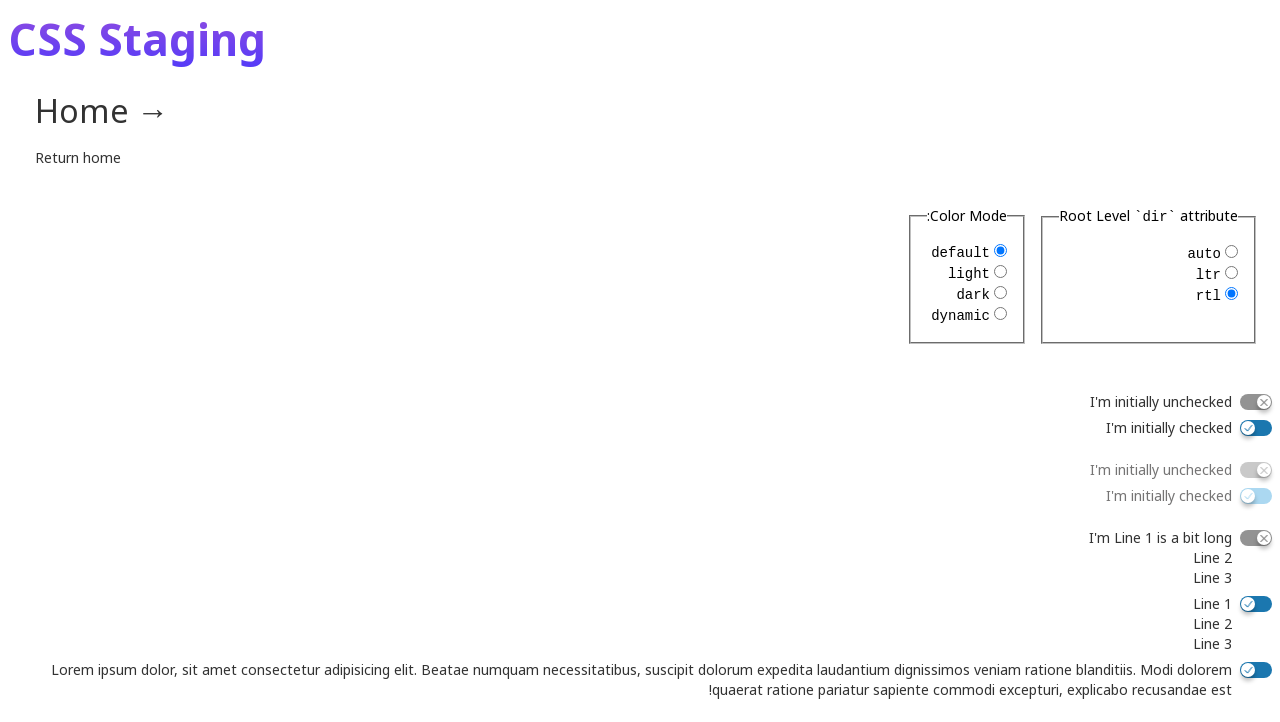 CSS Staging
Home →
Return home
Root Level `dir` attribute
auto
ltr
rtl
:Color Mode
default
light
dark
dynamic
I'm initially unchecked
I'm initially checked
I'm initially unchecked
I'm initially checked
I'm Line 1 is a bit long
Line 2
Line 3
Line 1
Line 2
Line 3
Lorem ipsum dolor, sit amet consectetur adipisicing elit. Beatae numquam necessitatibus, suscipit dolorum expedita laudantium dignissimos veniam ratione blanditiis. Modi dolorem
!quaerat ratione pariatur sapiente commodi excepturi, explicabo recusandae est